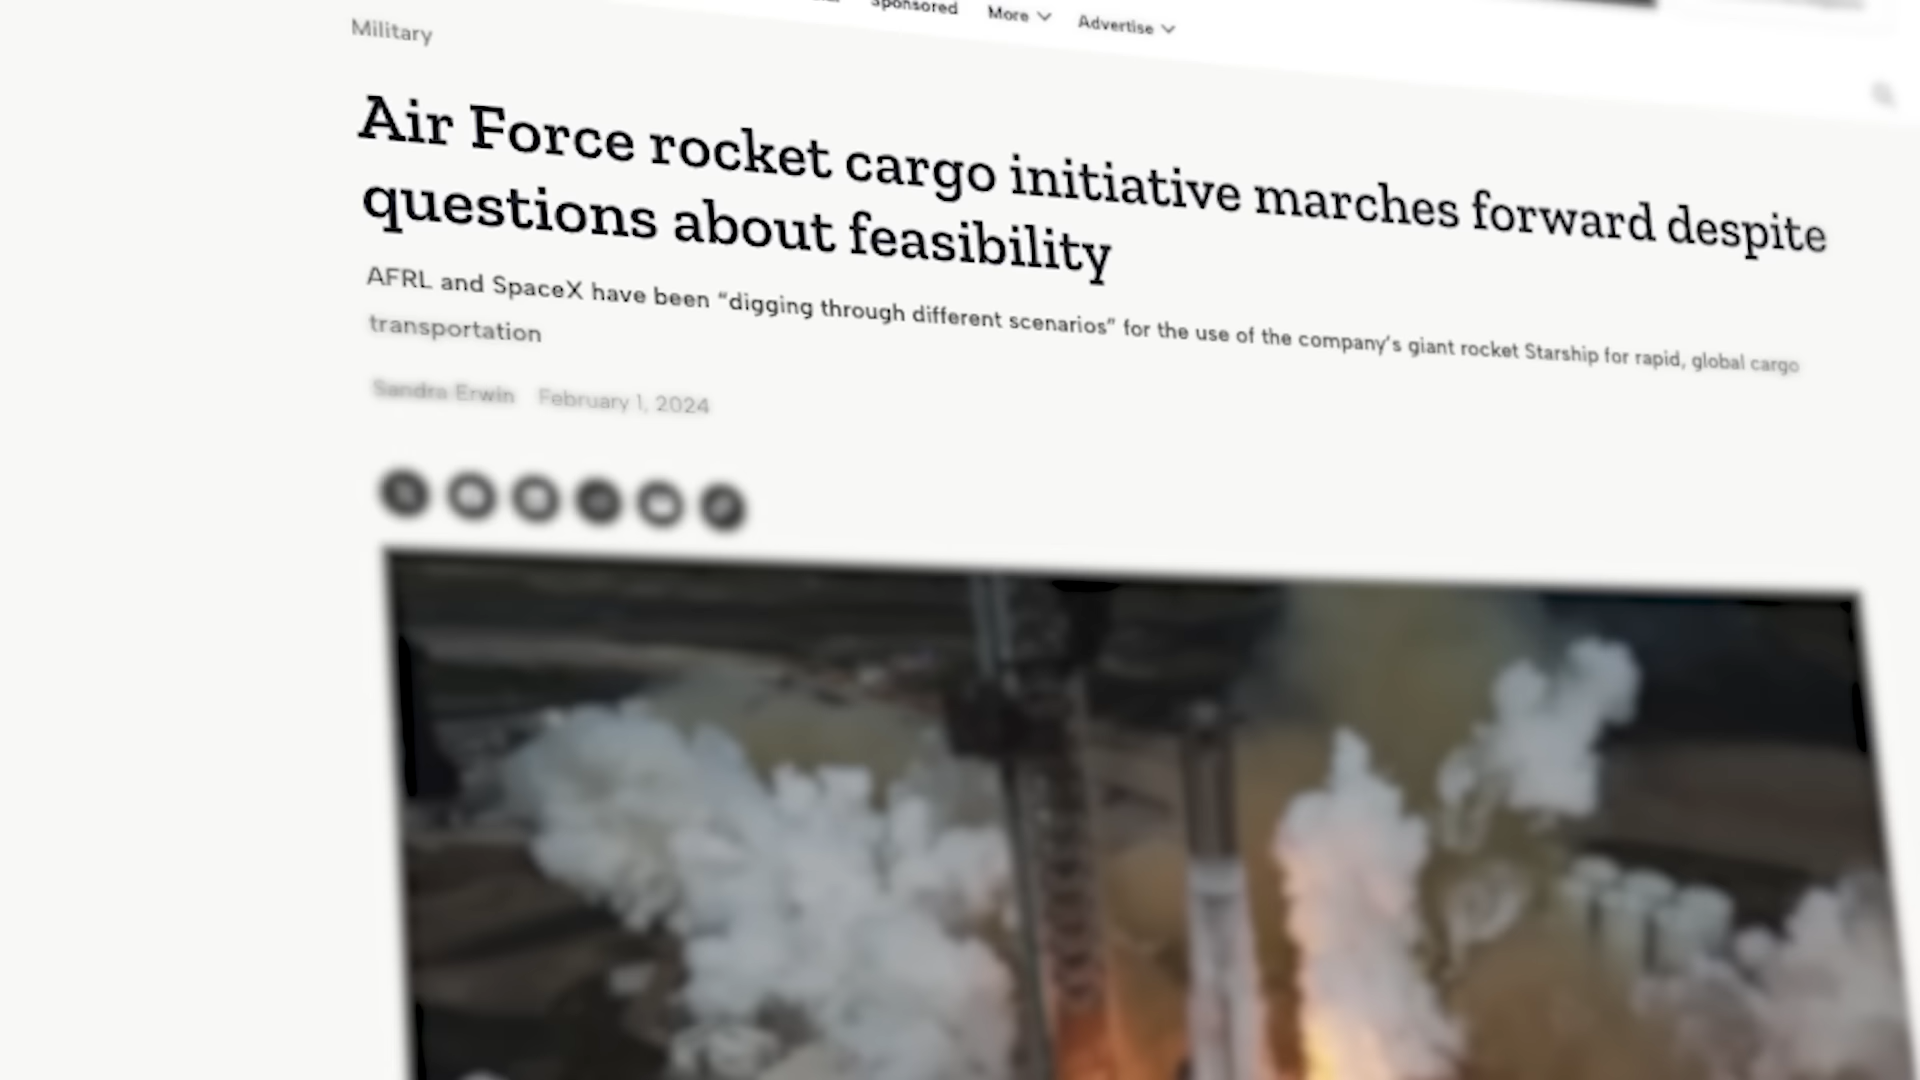 Sponsored More Advertise
Military
Air Force rocket cargo initiative marches forward despite
questions about feasibility
AFRL and SpaceX have been “digging through different scenarios” for the use of the company’s giant rocket Starship for rapid, global cargo
transportation
Sandra Erwin February 1, 2024